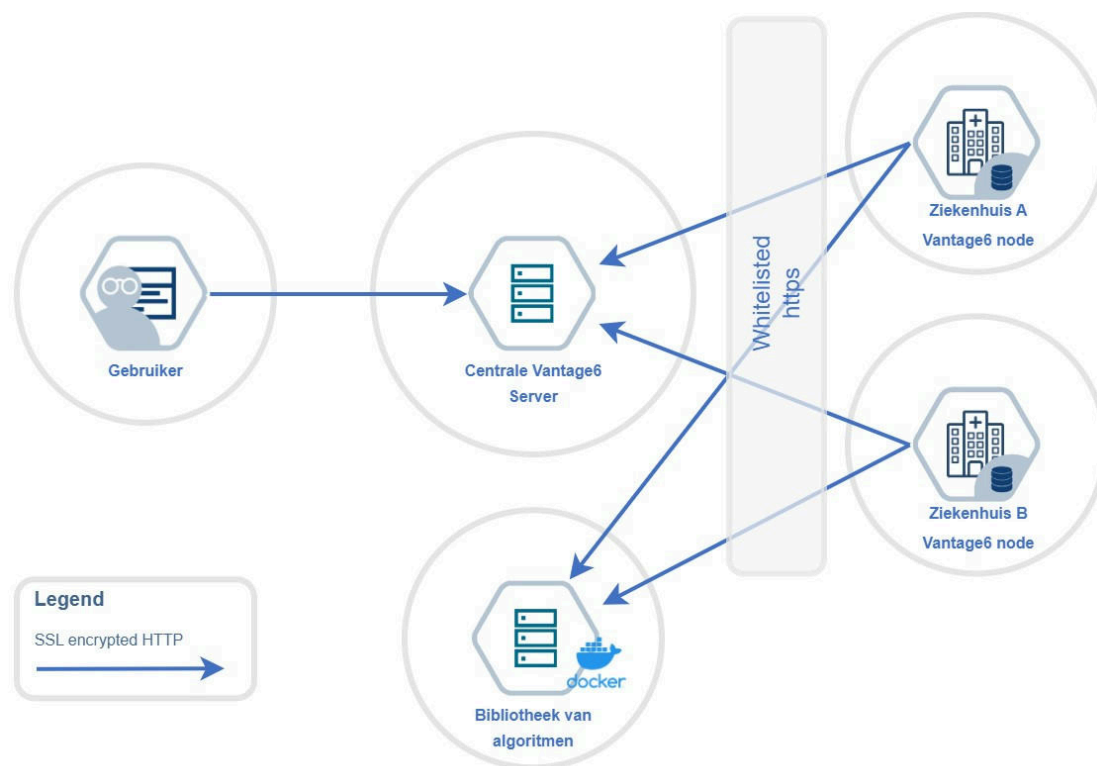 Whitelisted
https
Ziekenhuis A
Vantage6 node
Gebruiker
Centrale Vantage6
Server
Ziekenhuis B
Vantage6 node
Legend
SSL encrypted HTTP
docker
Bibliotheek van
algoritmen